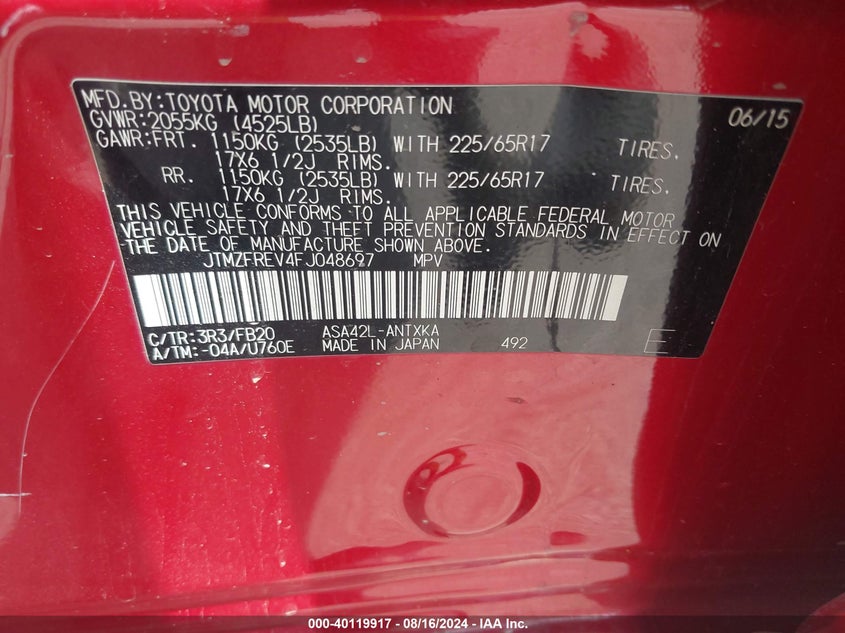 MFD.BY:TOYOTA MOTOR CORPORATION 06/15
GVWR:2055KG (4525LB)
GAWR:FRT. 1150KG (2535LB) WITH 225/65R17 TIRES.
17X6 1/2J RIMS.
RR. 1150KG (2535LB) WITH 225/65R17 TIRES.
17X6 1/2J RIMS.
THIS VEHICLE CONFORMS TO ALL APPLICABLE FEDERAL MOTOR
VEHICLE SAFETY AND THEFT PREVENTION STANDARDS IN EFFECT ON
THE DATE OF MANUFACTURE SHOWN ABOVE.
JTMZFREV4FJ048697 MPV
C/TR:3R3/FB20 ASA42L-ANTXKA
A/TM:-04A/U760E MADE IN JAPAN 492 E
000-40119917 - 08/16/2024 - IAA Inc.